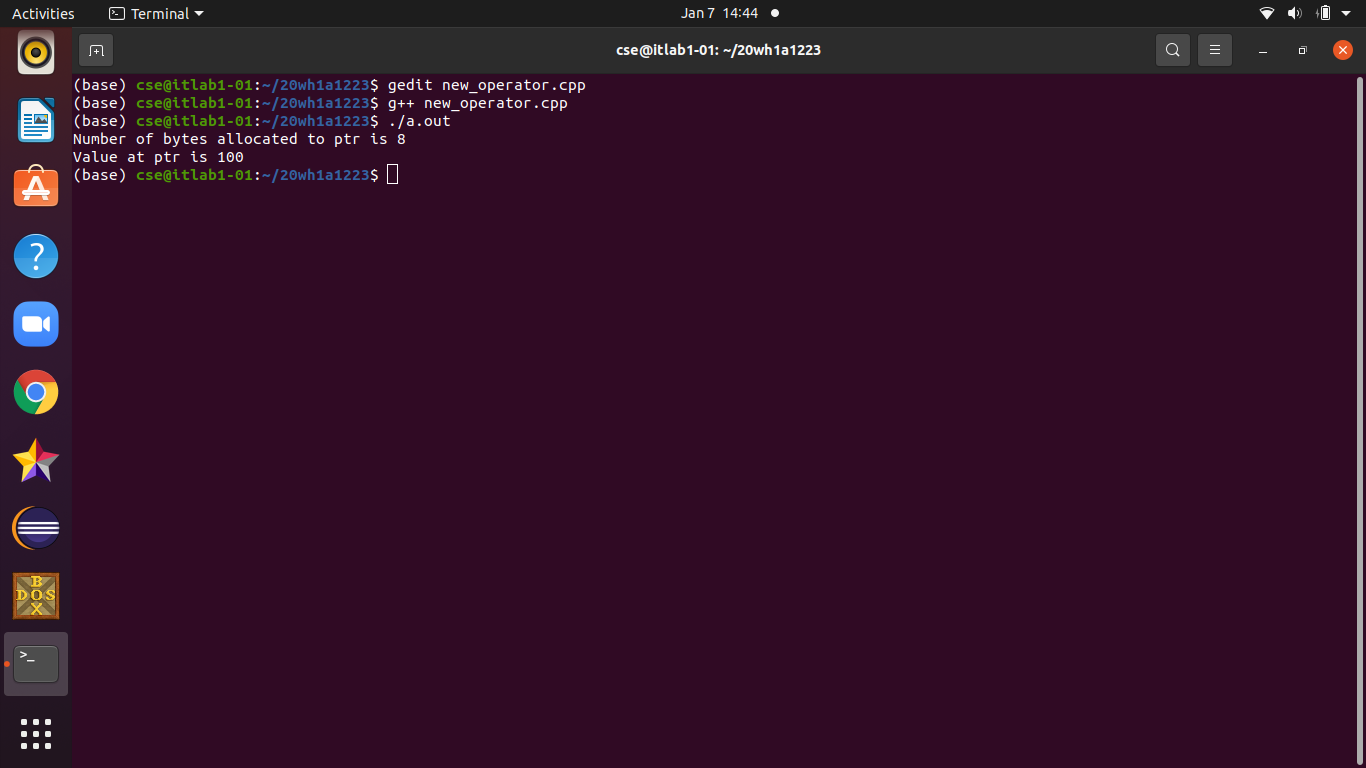 Activities
Terminal
Jan 7 14:44
cse@itlab1-01: ~/20wh1a1223
(base) cse@itlab1-01:~/20wh1a1223$ gedit new_operator.cpp
(base) cse@itlab1-01:~/20wh1a1223$ g++ new_operator.cpp
(base) cse@itlab1-01:~/20wh1a1223$ ./a.out
Number of bytes allocated to ptr is 8
Value at ptr is 100
(base) cse@itlab1-01:~/20wh1a1223$
A
?
B
DOS
X
>_